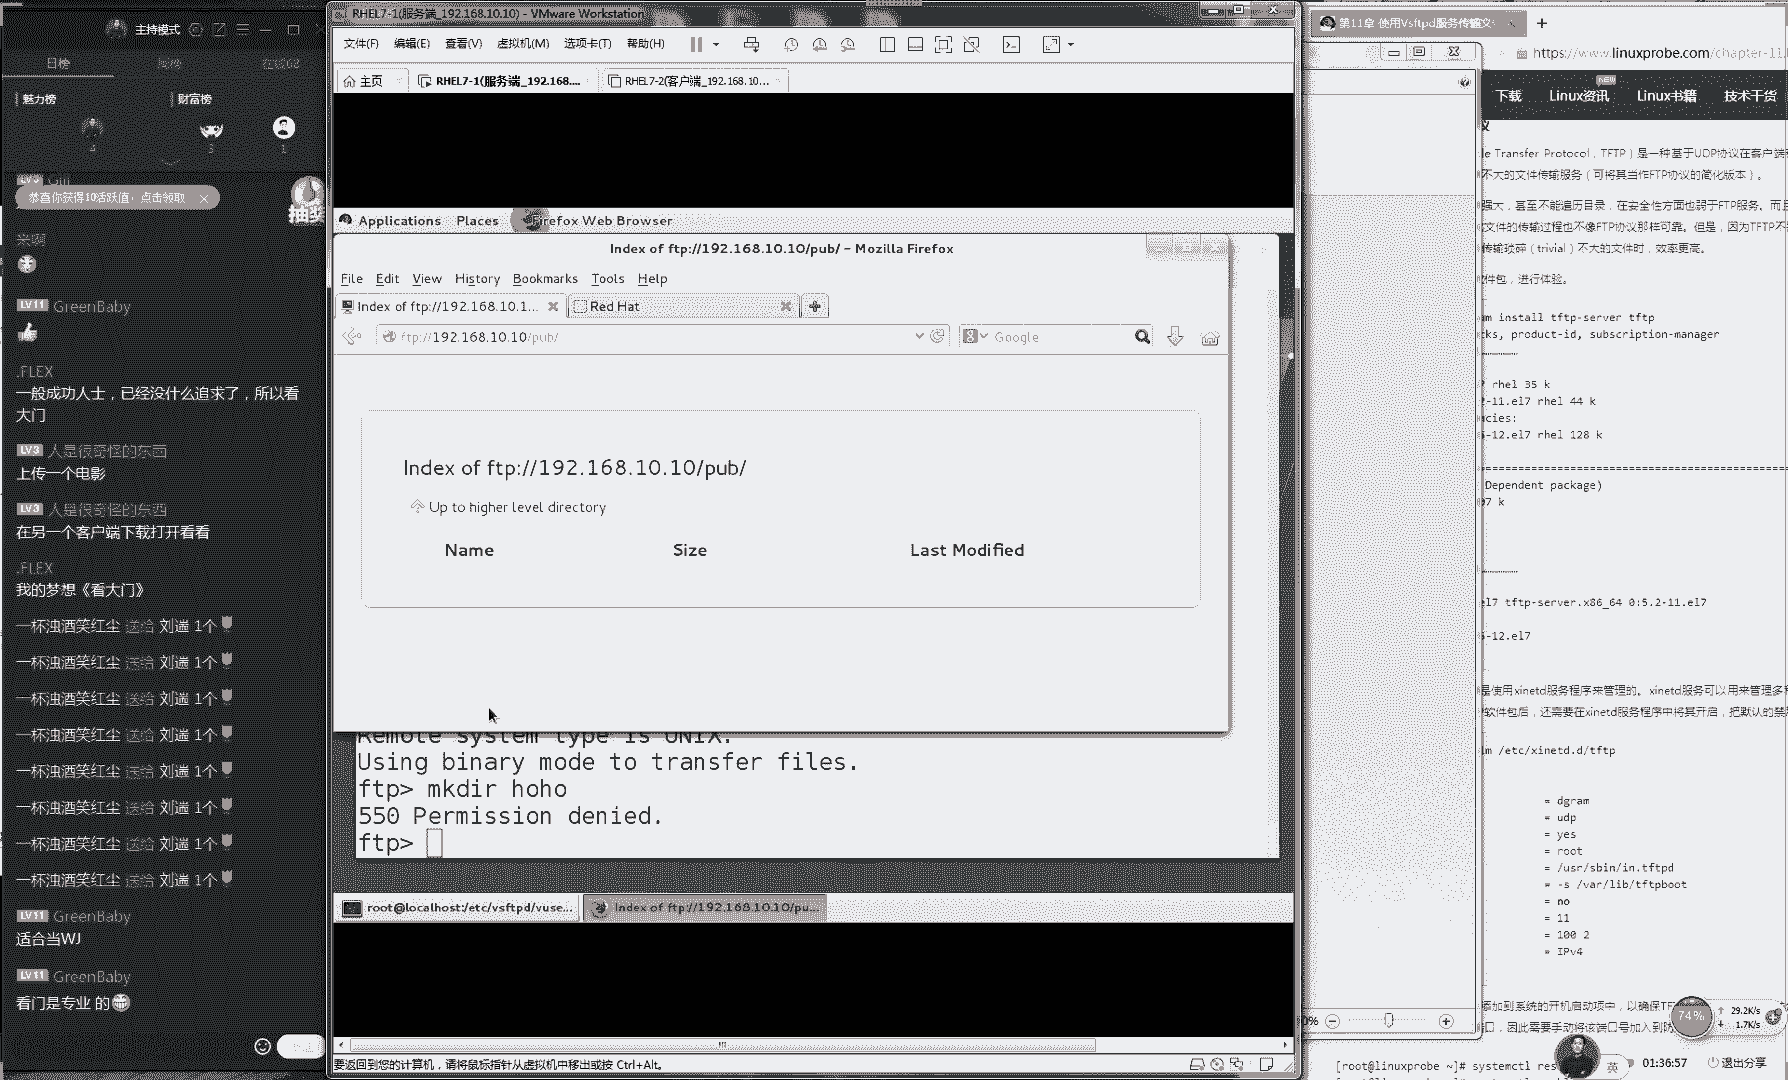 主持模式
日榜
魅力榜
财富榜
4
3
1
恭喜你获得10活跃值，点击领取
抽奖
来啊
LV11 GreenBaby
.FLEX
一般成功人士，已经没什么追求了，所以看
大门
LV3 人是很奇怪的东西
上传一个电影
LV3 人是很奇怪的东西
在另一个客户端下载打开看看
.FLEX
我的梦想《看大门》
一杯浊酒笑红尘 送给 刘遄 1个
一杯浊酒笑红尘 送给 刘遄 1个
一杯浊酒笑红尘 送给 刘遄 1个
一杯浊酒笑红尘 送给 刘遄 1个
一杯浊酒笑红尘 送给 刘遄 1个
一杯浊酒笑红尘 送给 刘遄 1个
一杯浊酒笑红尘 送给 刘遄 1个
一杯浊酒笑红尘 送给 刘遄 1个
LV11 GreenBaby
适合当WJ
LV11 GreenBaby
看门是专业 的
RHEL7-1(服务端_192.168.10.10) - VMware Workstation
文件(F) 编辑(E) 查看(V) 虚拟机(M) 选项卡(T) 帮助(H)
主页
RHEL7-1(服务端_192.168....
RHEL7-2(客户端_192.168.10...
Applications Places Firefox Web Browser
Index of ftp://192.168.10.10/pub/ - Mozilla Firefox
File Edit View History Bookmarks Tools Help
Index of ftp://192.168.10.1...
Red Hat
ftp://192.168.10.10/pub/
Google
Index of ftp://192.168.10.10/pub/
Up to higher level directory
Name Size Last Modified
Remote system type is UNIX.
Using binary mode to transfer files.
ftp> mkdir hoho
550 Permission denied.
ftp>
root@localhost:/etc/vsftpd/vuse...
Index of ftp://192.168.10.10/pu...
要返回到您的计算机，请将鼠标指针从虚拟机中移出或按 Ctrl+Alt。
第11章 使用Vsftpd服务传输文
https://www.linuxprobe.com/chapter-11.
下载 Linux资讯 Linux书籍 技术干货
NEW
议
le Transfer Protocol，TFTP）是一种基于UDP协议在客户端
不大的文件传输服务（可将其当作FTP协议的简化版本）。
强大，甚至不能遍历目录，在安全性方面也弱于FTP服务。而且
文件的传输过程也不像FTP协议那样可靠。但是，因为TFTP不
传输琐碎（trivial）不大的文件时，效率更高。
件包，进行体验。
um install tftp-server tftp
cks, product-id, subscription-manager
rhel 35 k
-11.el7 rhel 44 k
cies:
-12.el7 rhel 128 k
Dependent package)
7 k
el7 tftp-server.x86_64 0:5.2-11.el7
-12.el7
是使用xinetd服务程序来管理的。xinetd服务可以用来管理多
软件包后，还需要在xinetd服务程序中将其开启，把默认的禁
im /etc/xinetd.d/tftp
= dgram
= udp
= yes
= root
= /usr/sbin/in.tftpd
= -s /var/lib/tftpboot
= no
= 11
= 100 2
= IPv4
添加到系统的开机启动项中，以确保TF
口，因此需要手动将该端口号加入到防
[root@linuxprobe ~]# systemctl res
0%
74%
29.2K/s
1.7K/s
英
01:36:57
退出分享